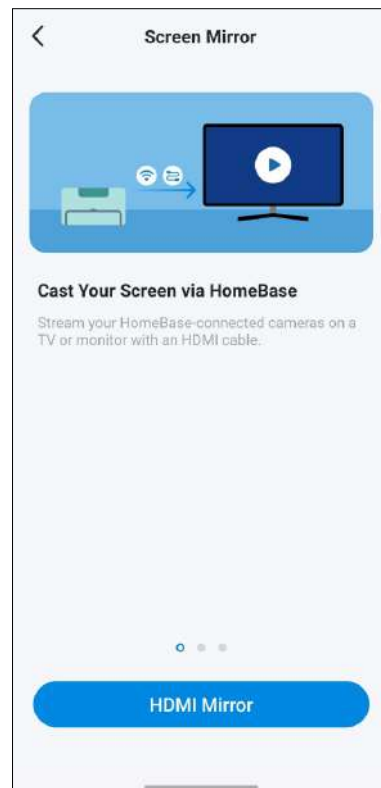 Screen Mirror
Cast Your Screen via HomeBase
Stream your HomeBase-connected cameras on a
TV or monitor with an HDMI cable.
HDMI Mirror